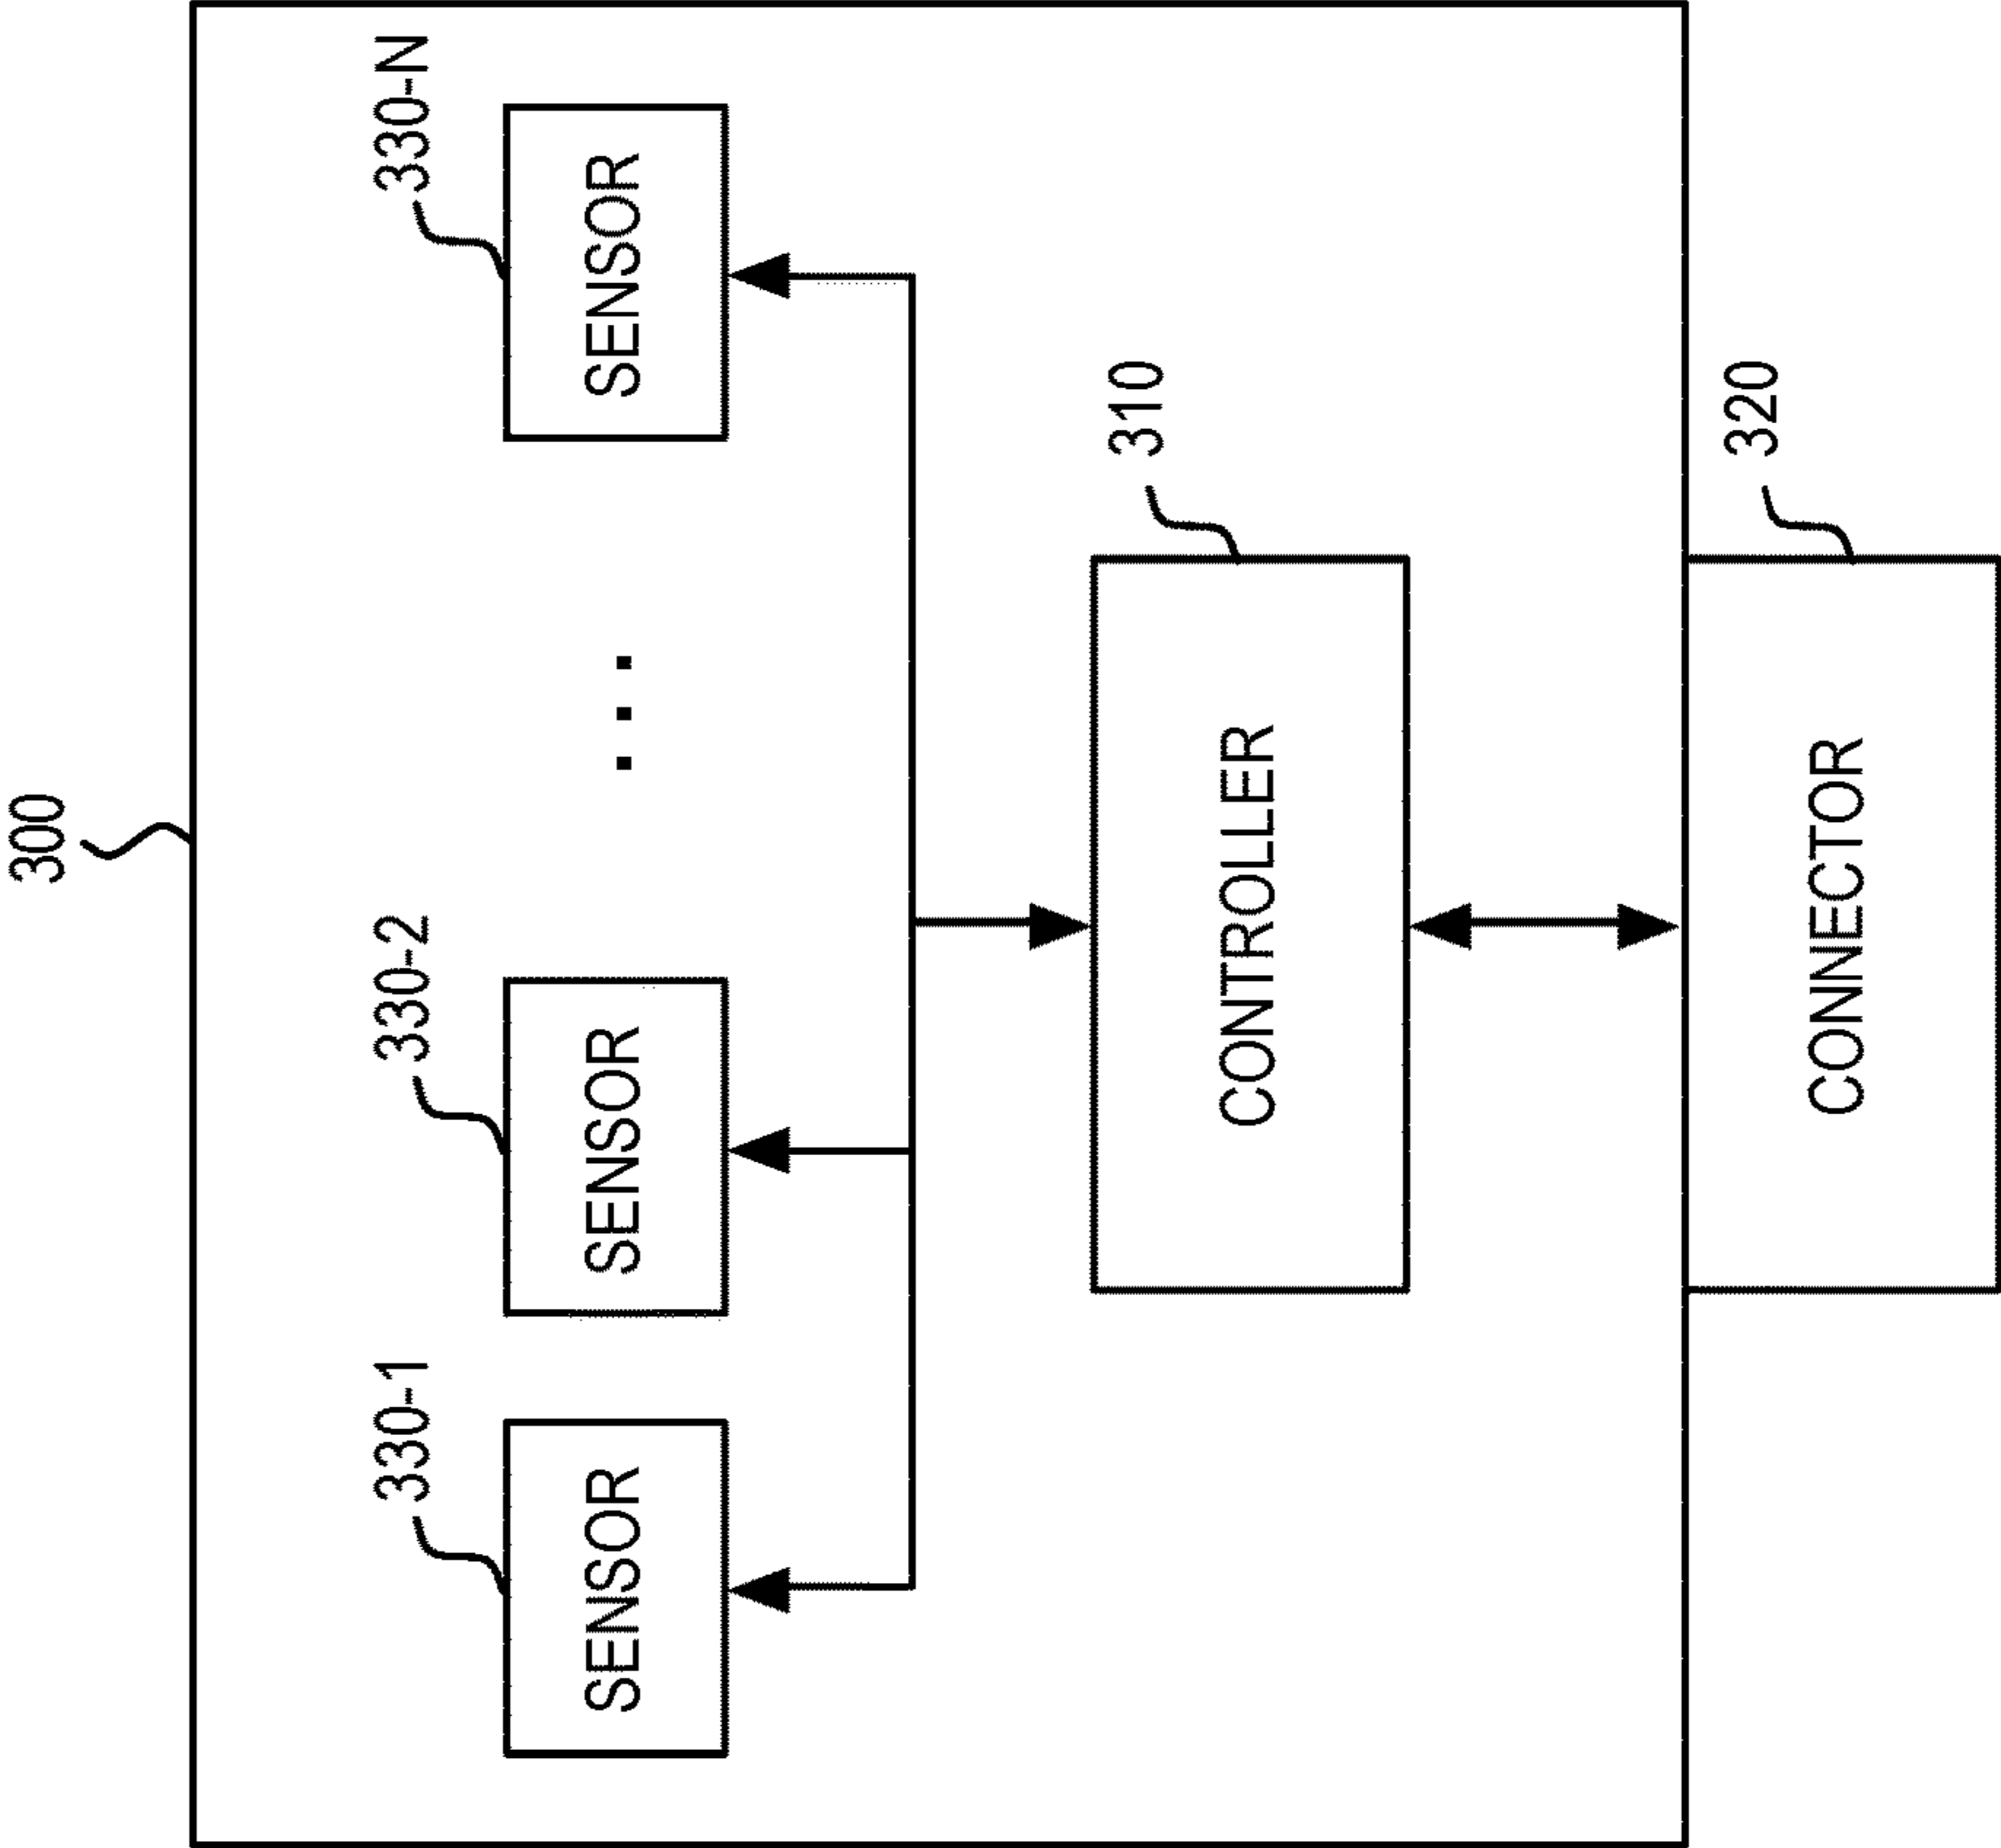 300
330-1
330-2
330-N
SENSOR
SENSOR
...
SENSOR
310
CONTROLLER
320
CONNECTOR